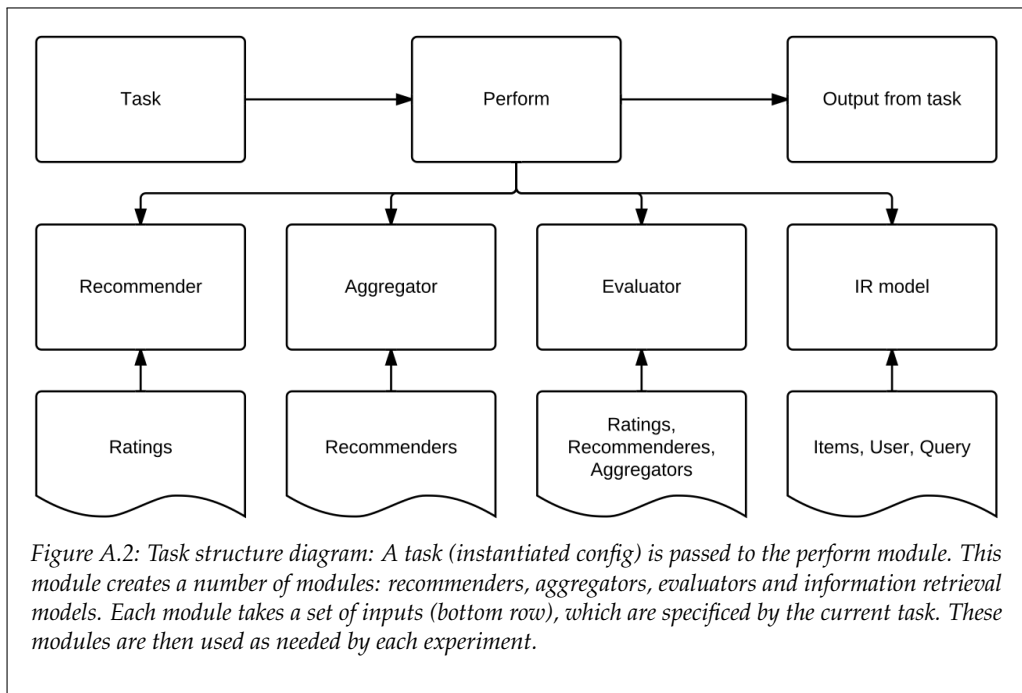 Task
Perform
Output from task
Recommender
Aggregator
Evaluator
IR model
Ratings
Recommenders
Ratings,
Recommenderes,
Aggregators
Items, User, Query
Figure A.2: Task structure diagram: A task (instantiated config) is passed to the perform module. This
module creates a number of modules: recommenders, aggregators, evaluators and information retrieval
models. Each module takes a set of inputs (bottom row), which are specificed by the current task. These
modules are then used as needed by each experiment.